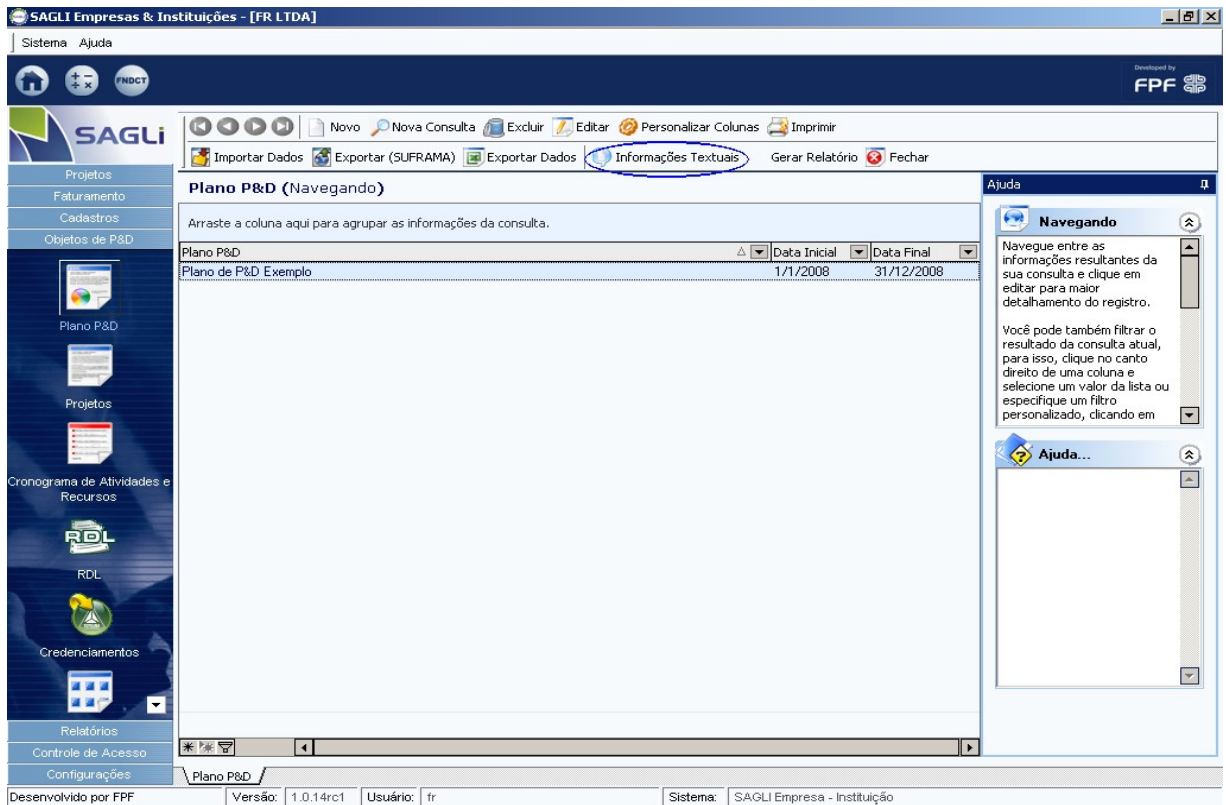 SAGLI Empresas & Instituições - [FR LTDA]
Sistema Ajuda
FNDCT
Developed by
FPF
SAGLi
Novo Nova Consulta Excluir Editar Personalizar Colunas Imprimir
Importar Dados Exportar (SUFRAMA) Exportar Dados Informações Textuais Gerar Relatório Fechar
Projetos
Faturamento
Cadastros
Objetos de P&D
Plano P&D
Projetos
Cronograma de Atividades e
Recursos
RDL
RDL
Credenciamentos
Relatórios
Controle de Acesso
Configurações
Plano P&D (Navegando)
Arraste a coluna aqui para agrupar as informações da consulta.
Plano P&D Data Inicial Data Final
Plano de P&D Exemplo 1/1/2008 31/12/2008
Plano P&D
Ajuda
Navegando
Navegue entre as
informações resultantes da
sua consulta e clique em
editar para maior
detalhamento do registro.
Você pode também filtrar o
resultado da consulta atual,
para isso, clique no canto
direito de uma coluna e
selecione um valor da lista ou
especifique um filtro
personalizado, clicando em
Ajuda...
Desenvolvido por FPF Versão: 1.0.14rc1 Usuário: fr Sistema: SAGLI Empresa - Instituição